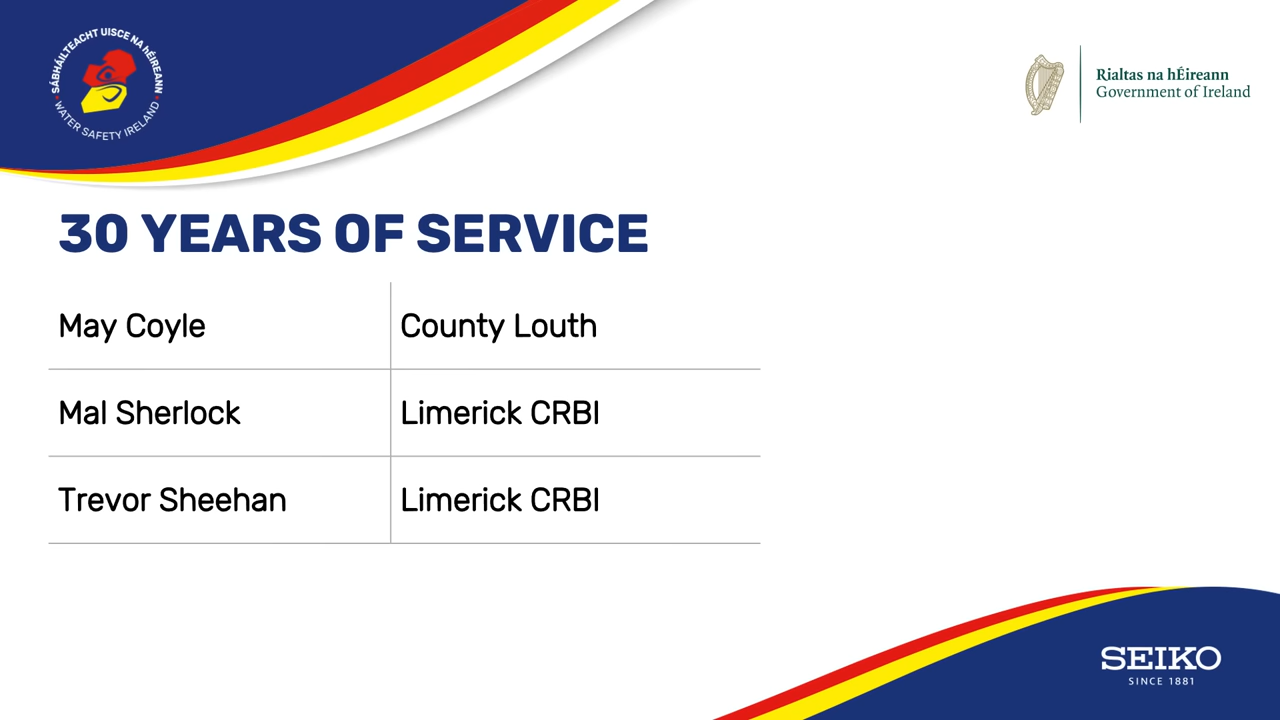 SÁBHÁILTEACHT UISCE NA hÉIREANN
WATER SAFETY IRELAND
Rialtas na hÉireann
Government of Ireland
30 YEARS OF SERVICE
May Coyle County Louth
Mal Sherlock Limerick CRBI
Trevor Sheehan Limerick CRBI
SEIKO
SINCE 1881